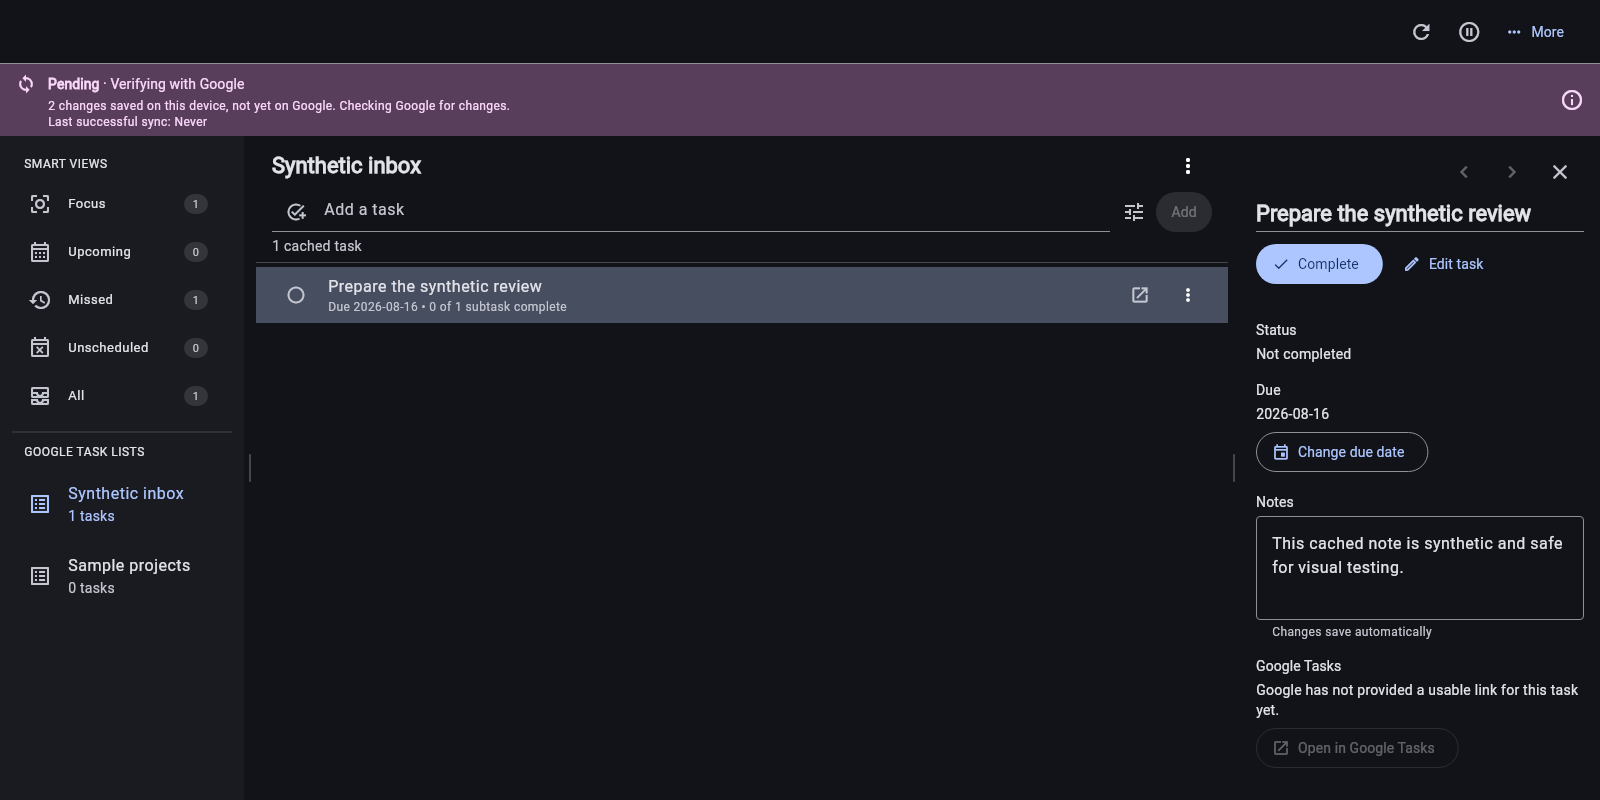 More
Pending · Verifying with Google
2 changes saved on this device, not yet on Google. Checking Google for changes.
Last successful sync: Never
SMART VIEWS
Focus 1
Upcoming 0
Missed 1
Unscheduled 0
All 1
GOOGLE TASK LISTS
Synthetic inbox
1 tasks
Sample projects
0 tasks
Synthetic inbox
Add a task
Add
1 cached task
Prepare the synthetic review
Due 2026-08-16 • 0 of 1 subtask complete
Prepare the synthetic review
Complete
Edit task
Status
Not completed
Due
2026-08-16
Change due date
Notes
This cached note is synthetic and safe
for visual testing.
Changes save automatically
Google Tasks
Google has not provided a usable link for this task
yet.
Open in Google Tasks